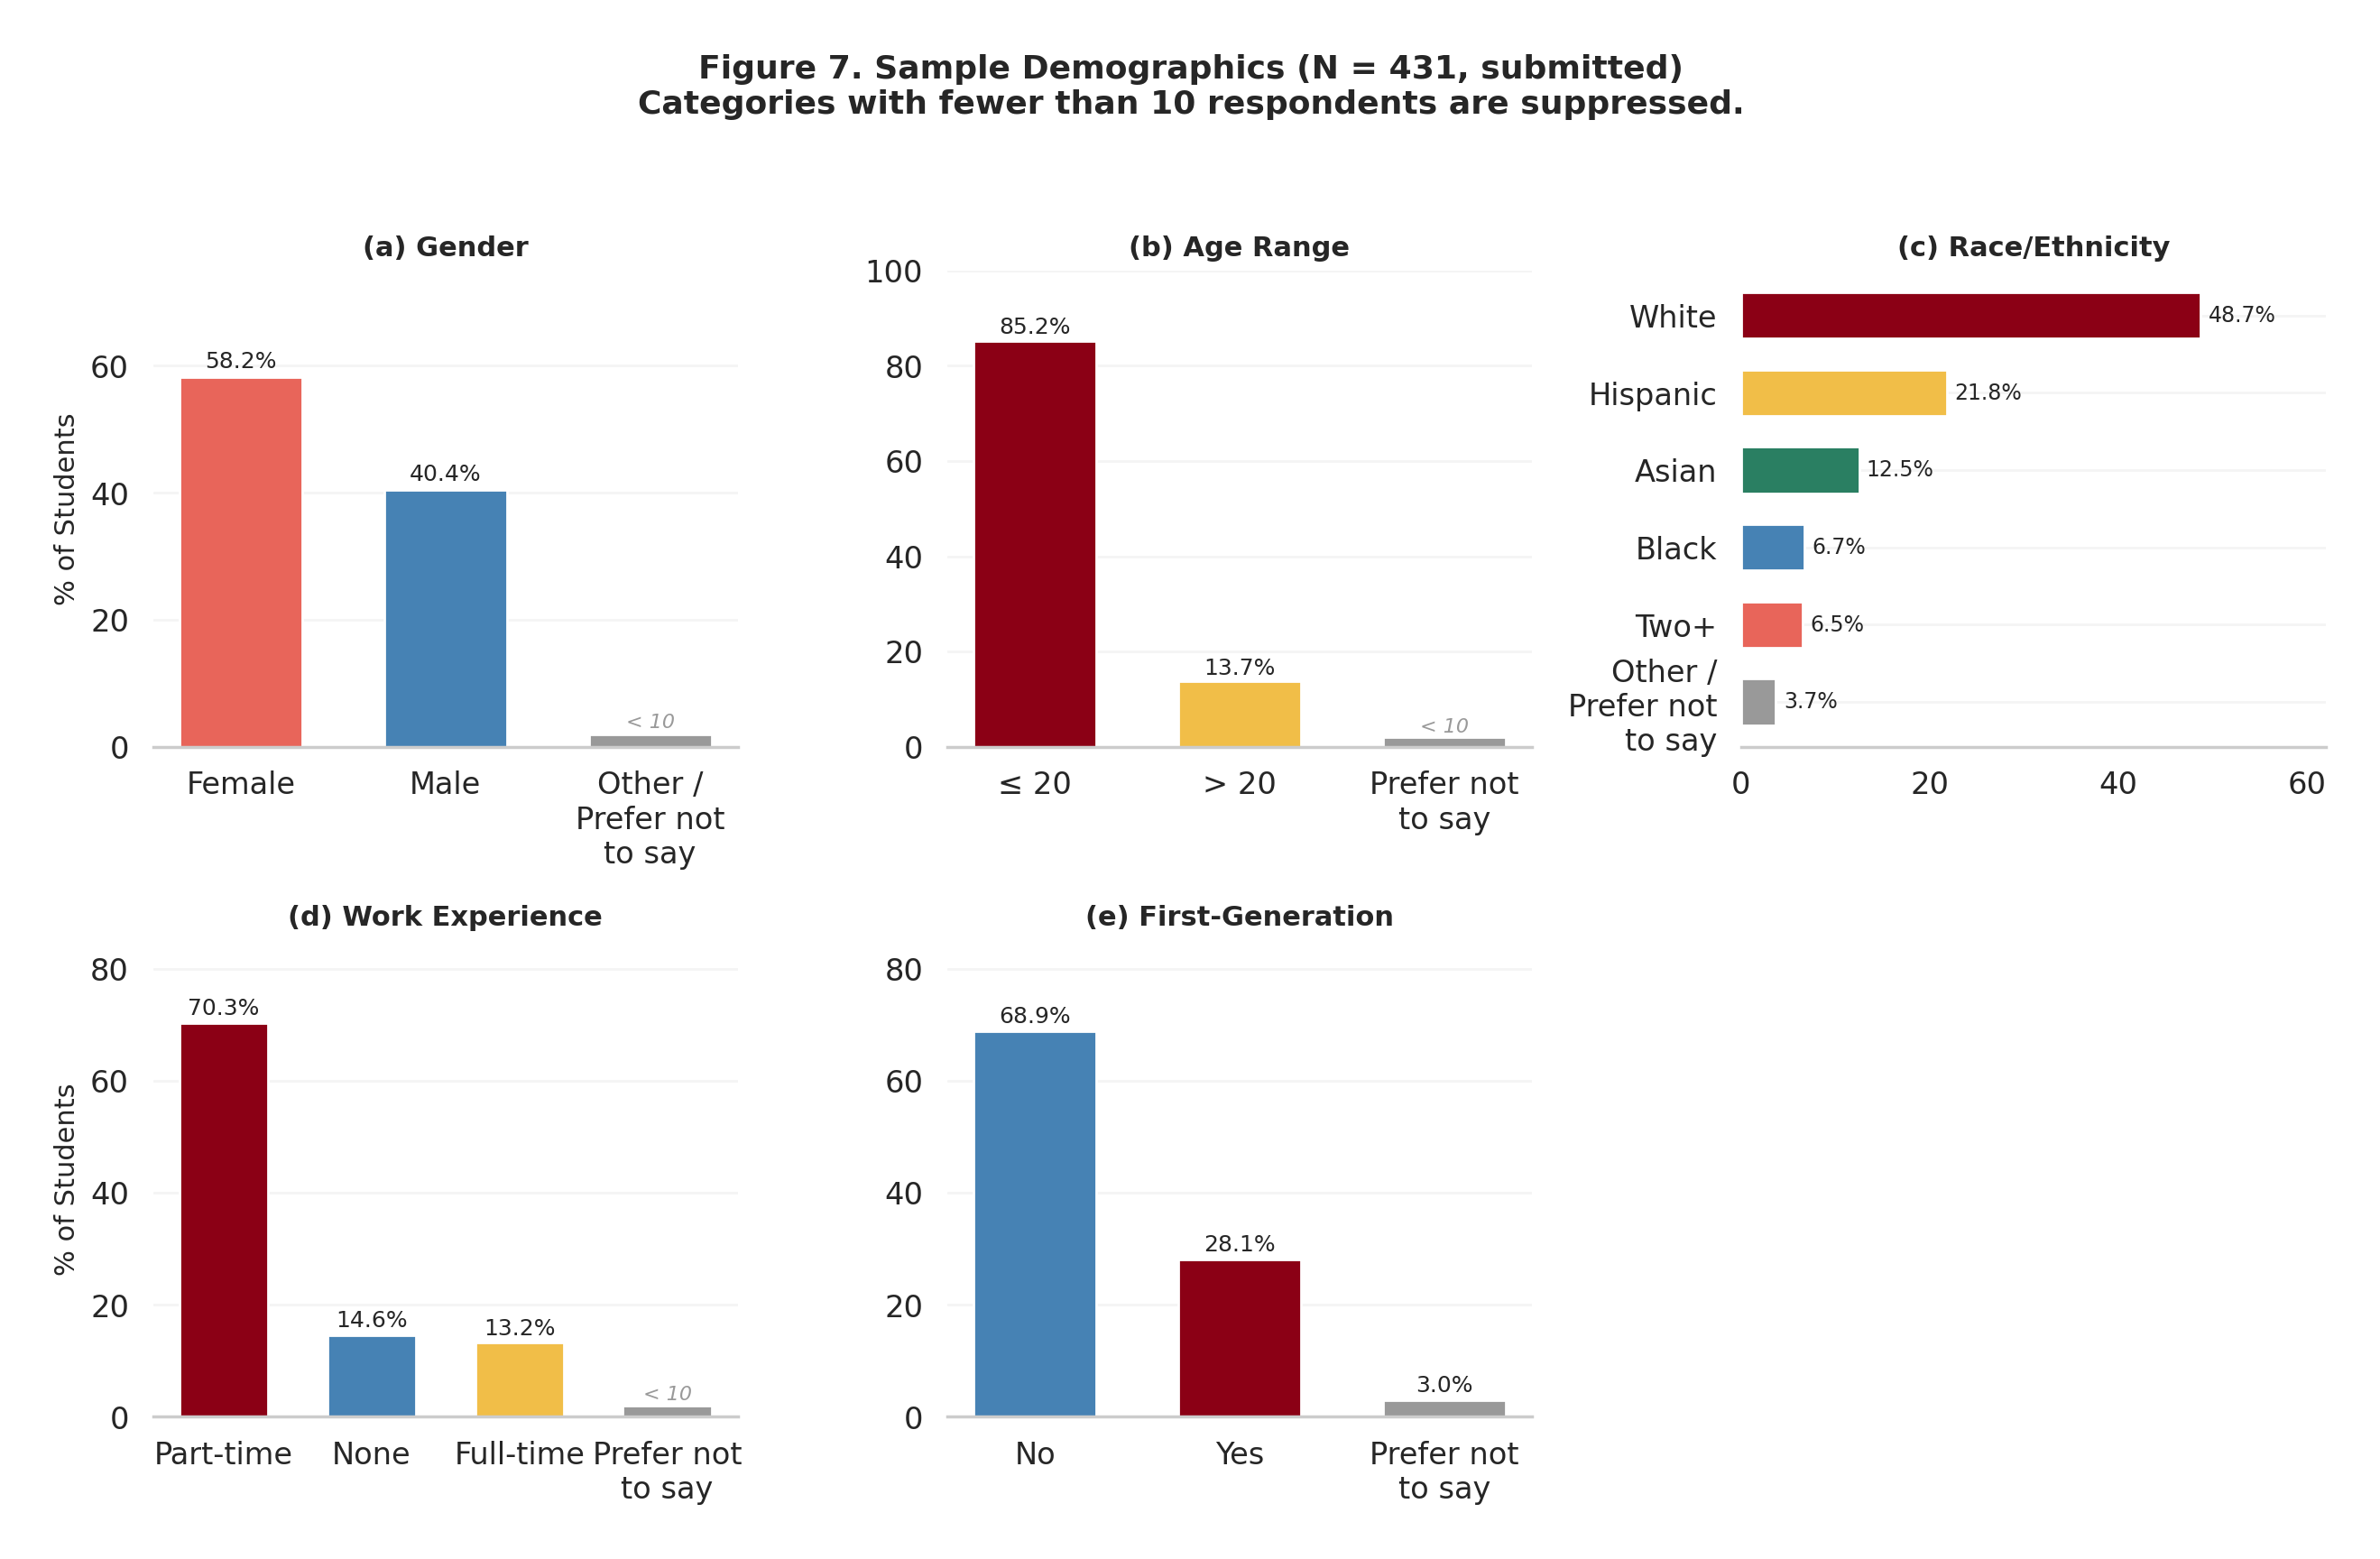 Figure 7. Sample Demographics (N = 431, submitted)
Categories with fewer than 10 respondents are suppressed.
(a) Gender
% of Students
60
40
20
0
58.2%
40.4%
< 10
Female
Male
Other /
Prefer not
to say
(b) Age Range
100
80
60
40
20
0
85.2%
13.7%
< 10
≤ 20
> 20
Prefer not
to say
(c) Race/Ethnicity
White
48.7%
Hispanic
21.8%
Asian
12.5%
Black
6.7%
Two+
6.5%
Other /
Prefer not
to say
3.7%
0
20
40
60
(d) Work Experience
% of Students
80
60
40
20
0
70.3%
14.6%
13.2%
< 10
Part-time
None
Full-time
Prefer not
to say
(e) First-Generation
80
60
40
20
0
68.9%
28.1%
3.0%
No
Yes
Prefer not
to say